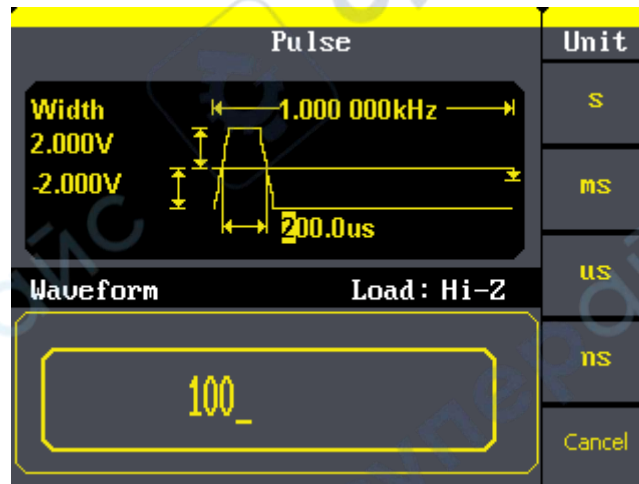 Pulse
Unit
Width
1.000 000kHz
s
2.000V
-2.000V
ms
200.0us
us
Waveform
Load: Hi-Z
ns
100_
Cancel